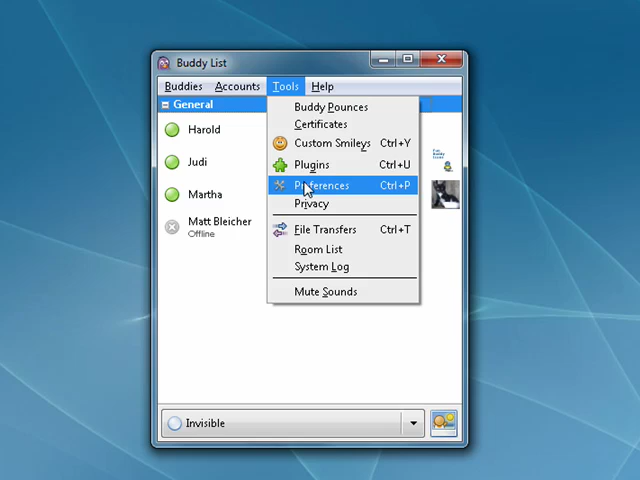 Buddy List
Buddies Accounts Tools Help
General
Harold
Judi
Martha
Matt Bleicher
Offline
Buddy Pounces
Certificates
Custom Smileys Ctrl+Y
Plugins Ctrl+U
Preferences Ctrl+P
Privacy
File Transfers Ctrl+T
Room List
System Log
Mute Sounds
Invisible